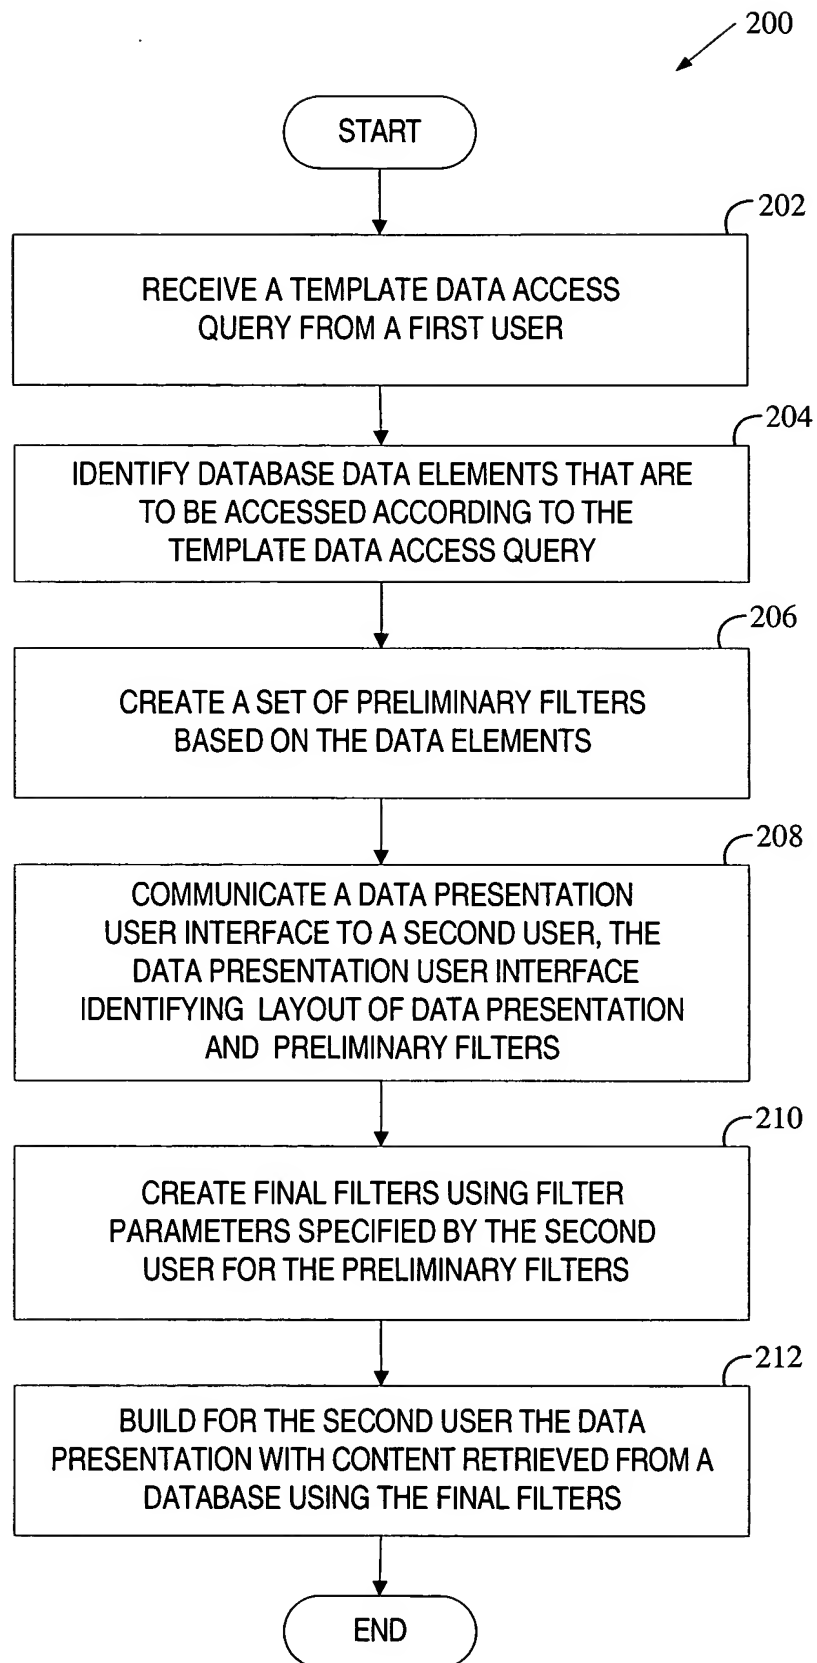 200
START
202
RECEIVE A TEMPLATE DATA ACCESS
QUERY FROM A FIRST USER
204
IDENTIFY DATABASE DATA ELEMENTS THAT ARE
TO BE ACCESSED ACCORDING TO THE
TEMPLATE DATA ACCESS QUERY
206
CREATE A SET OF PRELIMINARY FILTERS
BASED ON THE DATA ELEMENTS
208
COMMUNICATE A DATA PRESENTATION
USER INTERFACE TO A SECOND USER, THE
DATA PRESENTATION USER INTERFACE
IDENTIFYING LAYOUT OF DATA PRESENTATION
AND PRELIMINARY FILTERS
210
CREATE FINAL FILTERS USING FILTER
PARAMETERS SPECIFIED BY THE SECOND
USER FOR THE PRELIMINARY FILTERS
212
BUILD FOR THE SECOND USER THE DATA
PRESENTATION WITH CONTENT RETRIEVED FROM A
DATABASE USING THE FINAL FILTERS
END